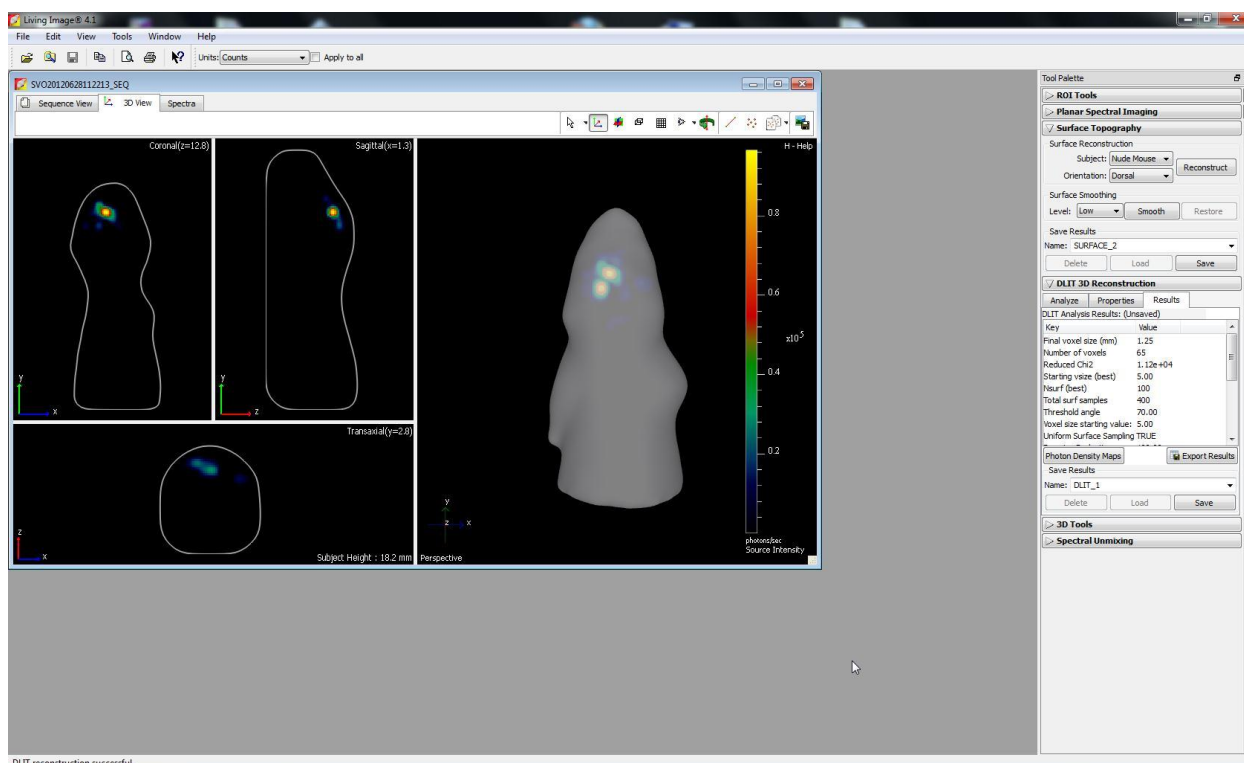 Living Image® 4.1
File Edit View Tools Window Help
Units: Counts Apply to all
SVO20120628112213_SEQ
Sequence View 3D View Spectra
Coronal(z=12.8)
y
x
Sagittal(x=1.3)
y
z
Transaxial(y=2.8)
z
x
Subject Height : 18.2 mm
H - Help
0.8
0.6
x10⁵
0.4
0.2
photons/sec
Source Intensity
y
z x
Perspective
Tool Palette
ROI Tools
Planar Spectral Imaging
Surface Topography
Surface Reconstruction
Subject: Nude Mouse
Orientation: Dorsal
Reconstruct
Surface Smoothing
Level: Low Smooth Restore
Save Results
Name: SURFACE_2
Delete Load Save
DLIT 3D Reconstruction
Analyze Properties Results
DLIT Analysis Results: (Unsaved)
Key Value
Final voxel size (mm) 1.25
Number of voxels 65
Reduced Chi2 1.12e+04
Starting vsize (best) 5.00
Nsurf (best) 100
Total surf samples 400
Threshold angle 70.00
Voxel size starting value: 5.00
Uniform Surface Sampling TRUE
Photon Density Maps Export Results
Save Results
Name: DLIT_1
Delete Load Save
3D Tools
Spectral Unmixing
DLIT reconstruction successful